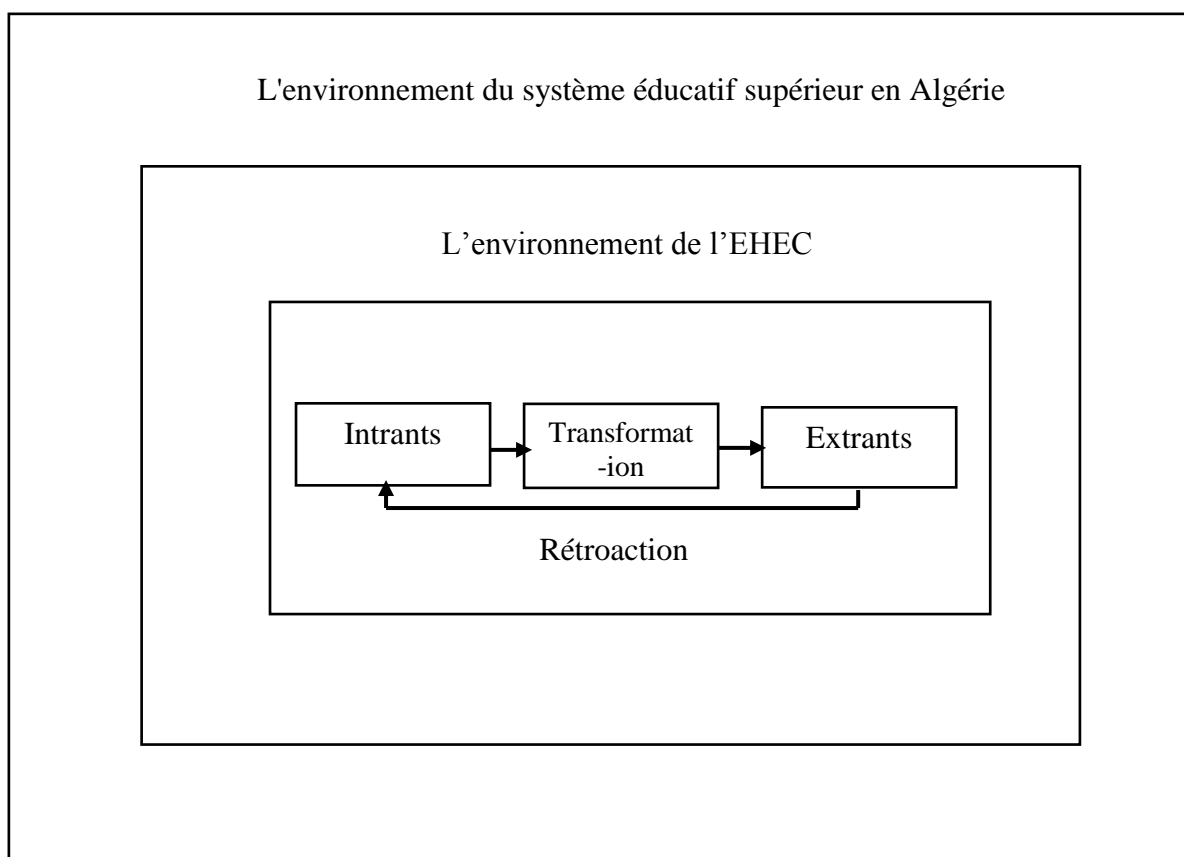 L'environnement du système éducatif supérieur en Algérie
L’environnement de l’EHEC
Intrants
Transformat
-ion
Extrants
Rétroaction